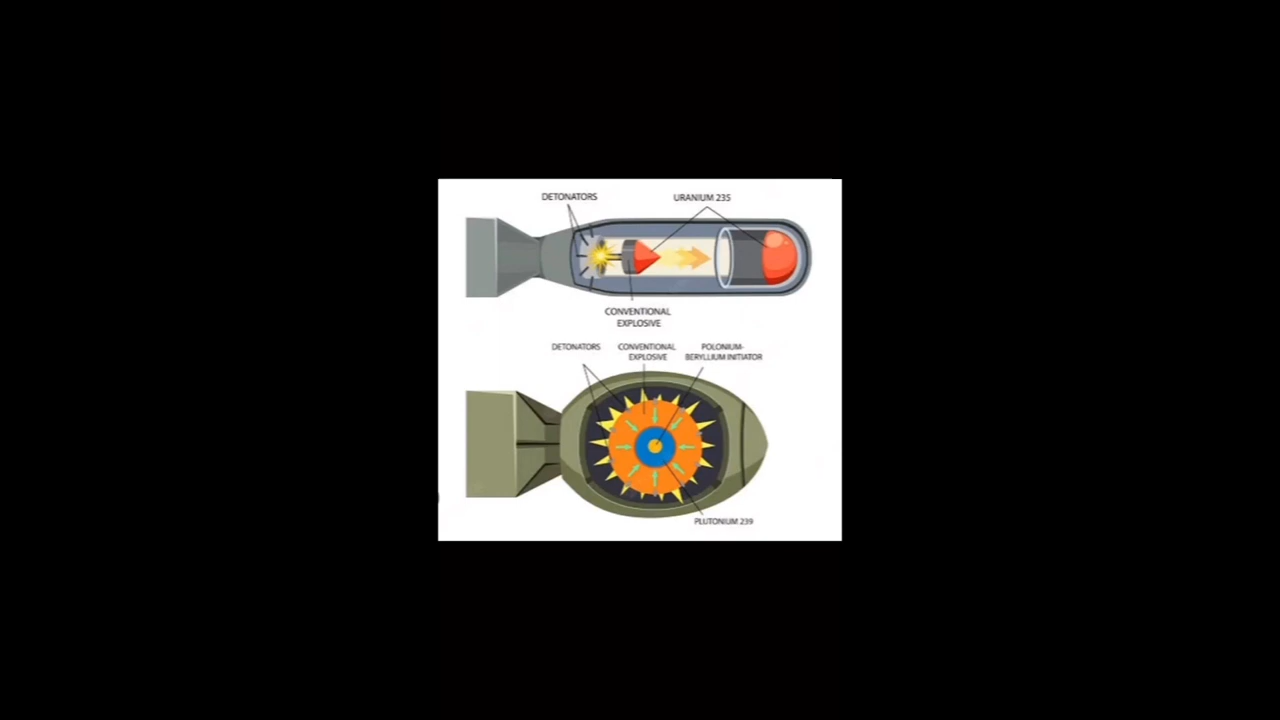 DETONATORS
URANIUM 235
CONVENTIONAL
EXPLOSIVE
DETONATORS
CONVENTIONAL
EXPLOSIVE
POLONIUM-
BERYLLIUM INITIATOR
PLUTONIUM 239